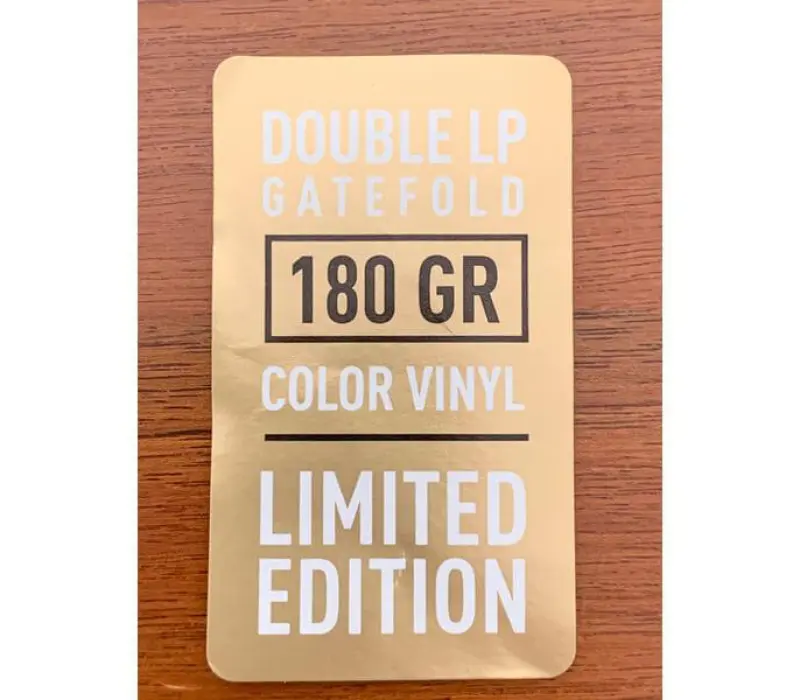 DOUBLE LP
GATEFOLD
180 GR
COLOR VINYL
LIMITED
EDITION